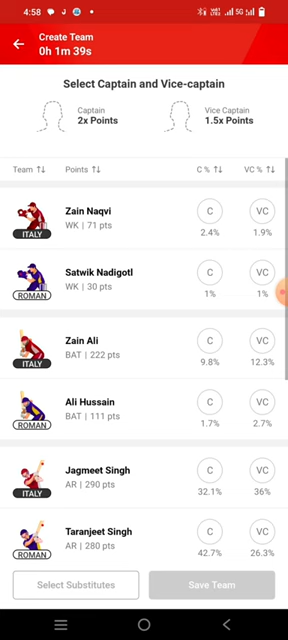 4:58
5G
Create Team
0h 1m 39s
Select Captain and Vice-captain
Captain
2x Points
Vice Captain
1.5x Points
Team ↑↓ Points ↑↓ C % ↑↓ VC % ↑↓
Zain Naqvi
WK | 71 pts
ITALY
C
2.4%
VC
1.9%
Satwik Nadigotl
WK | 30 pts
ROMAN
C
1%
VC
1%
Zain Ali
BAT | 222 pts
ITALY
C
9.8%
VC
12.3%
Ali Hussain
BAT | 111 pts
ROMAN
C
1.7%
VC
2.7%
Jagmeet Singh
AR | 290 pts
ITALY
C
32.1%
VC
36%
Taranjeet Singh
AR | 280 pts
ROMAN
C
42.7%
VC
26.3%
Select Substitutes
Save Team